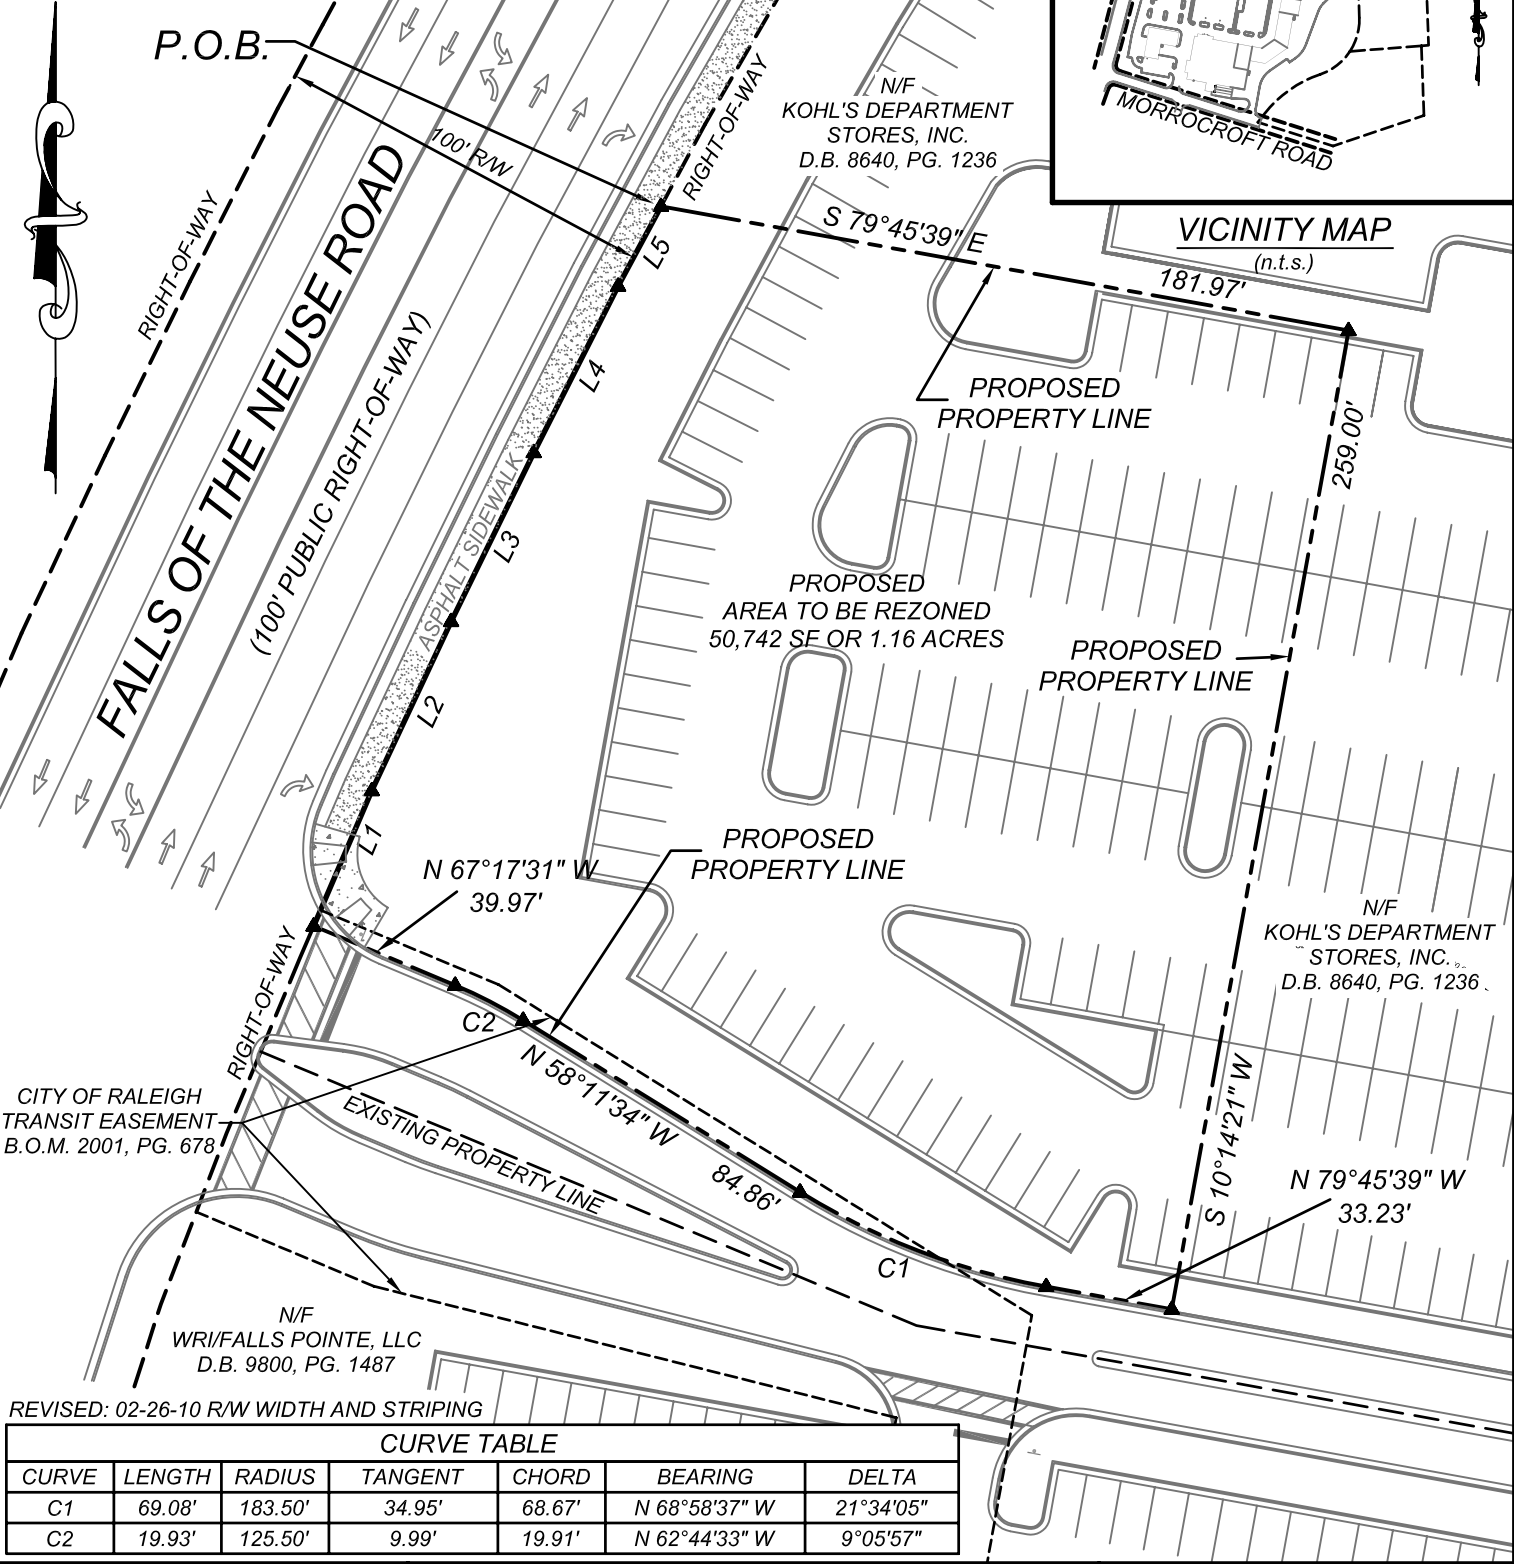 P.O.B.
100' R/W
RIGHT-OF-WAY
RIGHT-OF-WAY
FALLS OF THE NEUSE ROAD
(100' PUBLIC RIGHT-OF-WAY)
ASPHALT SIDEWALK
N/F
KOHL'S DEPARTMENT
STORES, INC.
D.B. 8640, PG. 1236
MORROCROFT ROAD
VICINITY MAP
(n.t.s.)
S 79°45'39" E
181.97'
L5
L4
L3
L2
L1
PROPOSED
PROPERTY LINE
259.00'
PROPOSED
AREA TO BE REZONED
50,742 SF OR 1.16 ACRES
PROPOSED
PROPERTY LINE
PROPOSED
PROPERTY LINE
N 67°17'31" W
39.97'
N/F
KOHL'S DEPARTMENT
STORES, INC.
D.B. 8640, PG. 1236
RIGHT-OF-WAY
C2
N 58°11'34" W
84.86'
S 10°14'21" W
CITY OF RALEIGH
TRANSIT EASEMENT
B.O.M. 2001, PG. 678
EXISTING PROPERTY LINE
N 79°45'39" W
33.23'
C1
N/F
WRI/FALLS POINTE, LLC
D.B. 9800, PG. 1487
REVISED: 02-26-10 R/W WIDTH AND STRIPING
CURVE TABLE
CURVE LENGTH RADIUS TANGENT CHORD BEARING DELTA
C1 69.08' 183.50' 34.95' 68.67' N 68°58'37" W 21°34'05"
C2 19.93' 125.50' 9.99' 19.91' N 62°44'33" W 9°05'57"